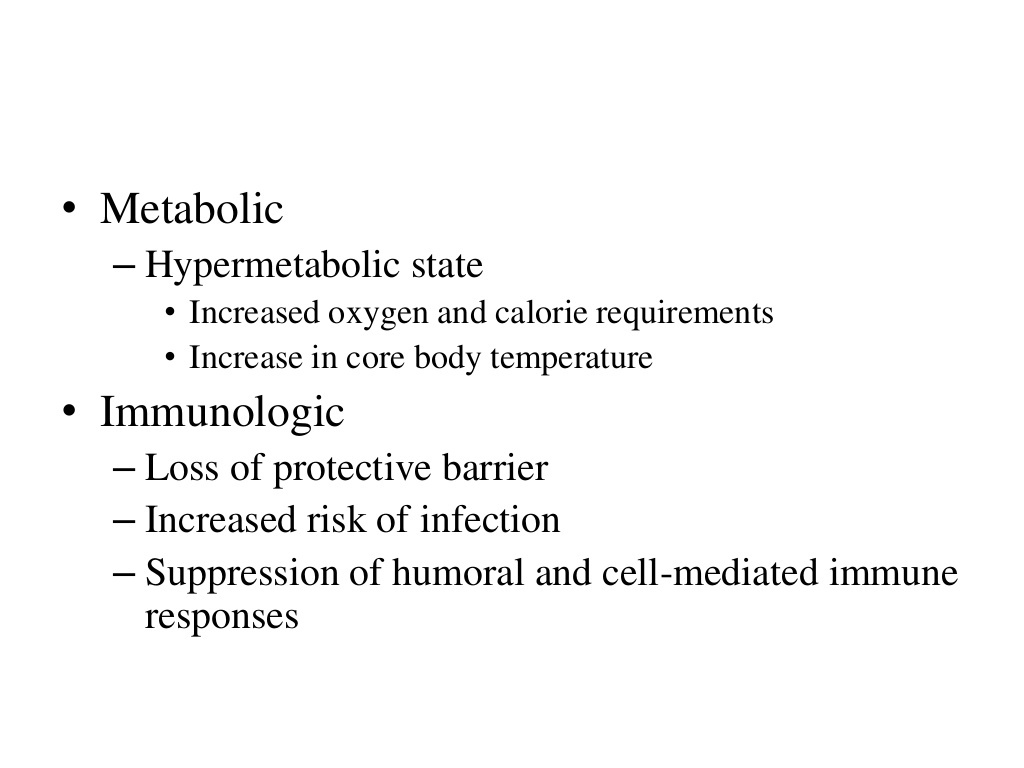 • Metabolic
– Hypermetabolic state
• Increased oxygen and calorie requirements
• Increase in core body temperature
• Immunologic
– Loss of protective barrier
– Increased risk of infection
– Suppression of humoral and cell-mediated immune
responses